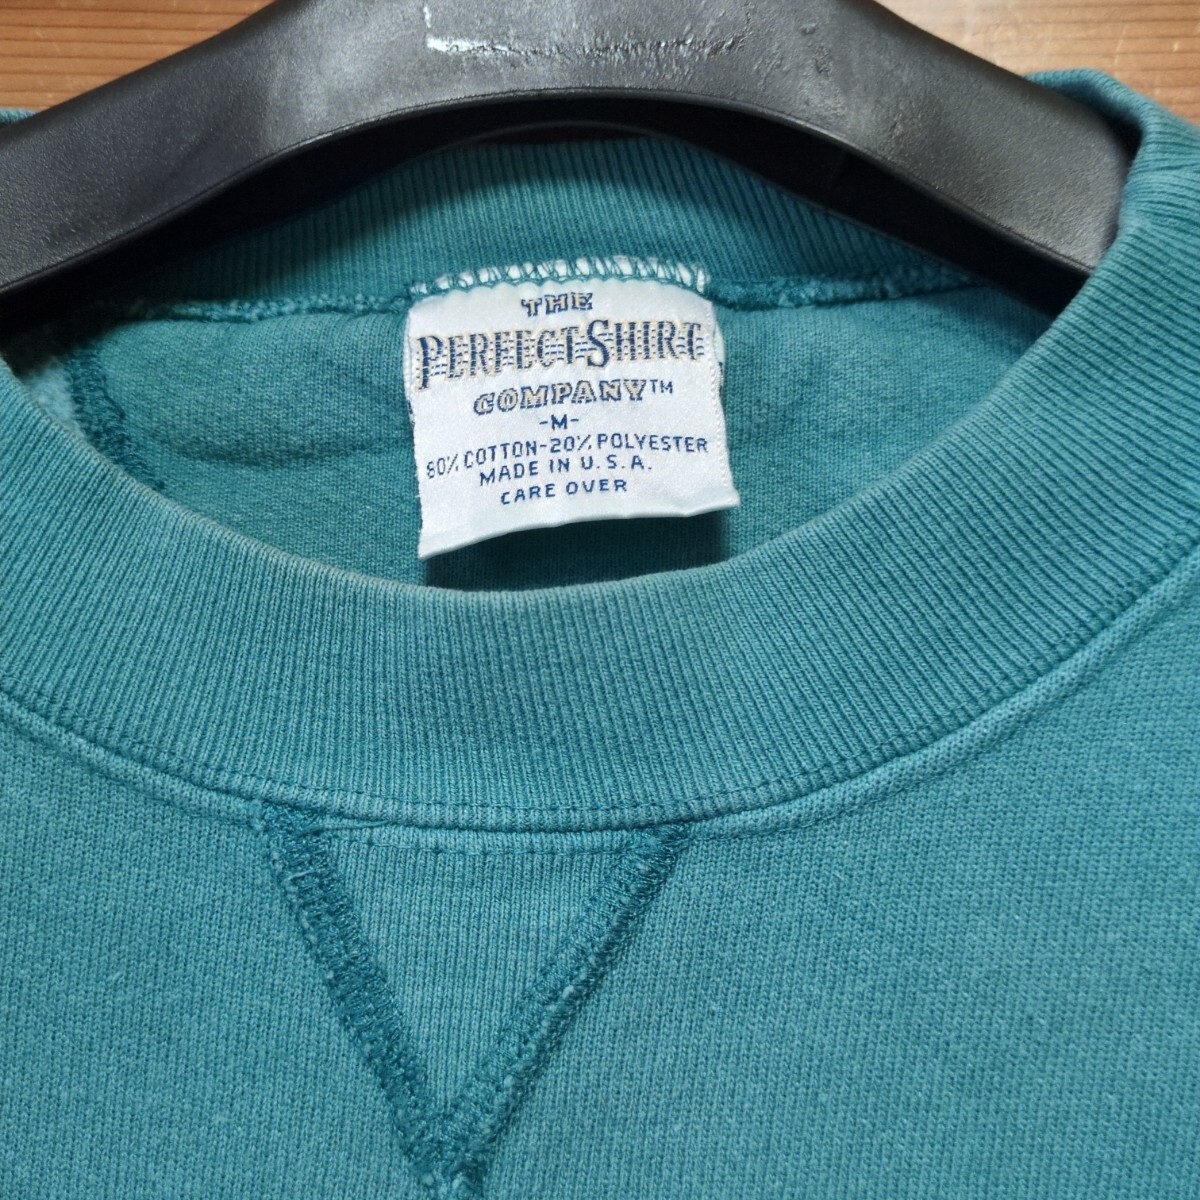 THE
PERFECT SHIRT
COMPANY™
-M-
80% COTTON-20% POLYESTER
MADE IN U.S.A.
CARE OVER